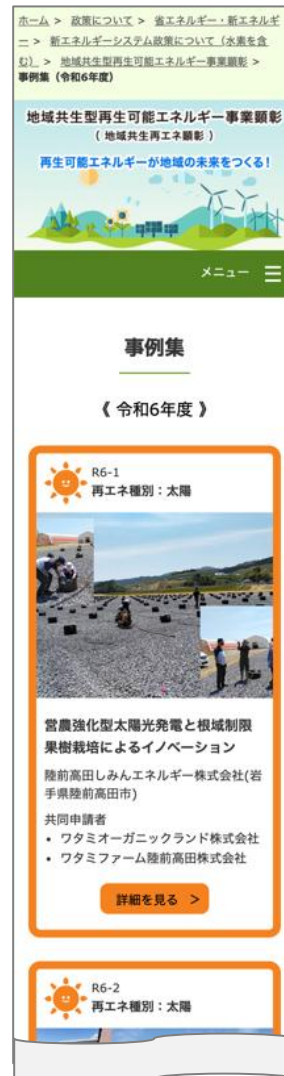 ホーム > 政策について > 省エネルギー・新エネルギ
ー > 新エネルギーシステム政策について（水素を含
む） > 地域共生型再生可能エネルギー事業顕彰 >
事例集（令和6年度）
地域共生型再生可能エネルギー事業顕彰
（ 地域共生再エネ顕彰 ）
再生可能エネルギーが地域の未来をつくる！
メニュー
事例集
《 令和6年度 》
R6-1
再エネ種別：太陽
営農強化型太陽光発電と根域制限
果樹栽培によるイノベーション
陸前高田しみんエネルギー株式会社(岩
手県陸前高田市)
共同申請者
• ワタミオーガニックランド株式会社
• ワタミファーム陸前高田株式会社
詳細を見る >
R6-2
再エネ種別：太陽